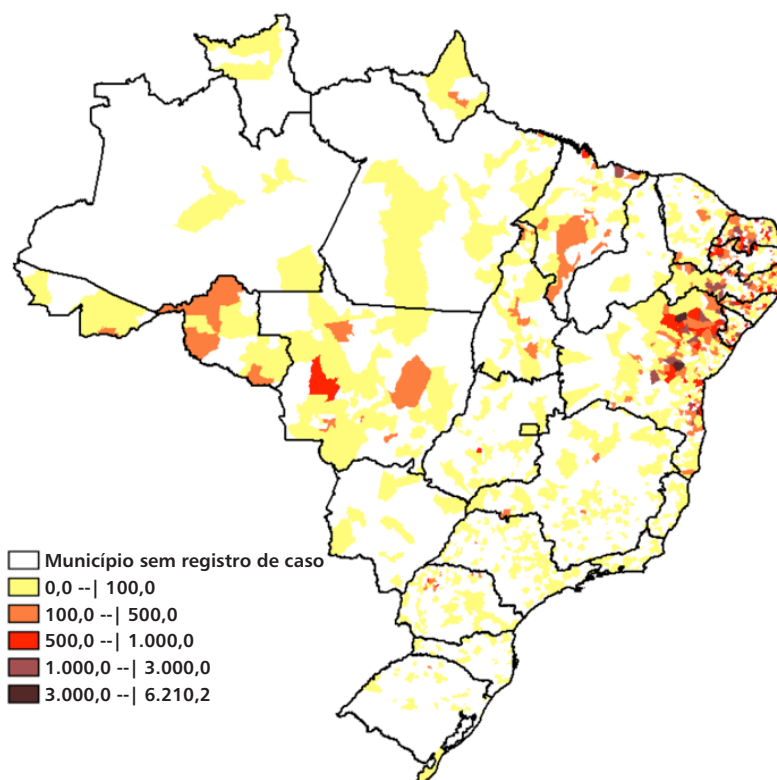 Município sem registro de caso
0,0 --| 100,0
100,0 --| 500,0
500,0 --| 1.000,0
1.000,0 --| 3.000,0
3.000,0 --| 6.210,2